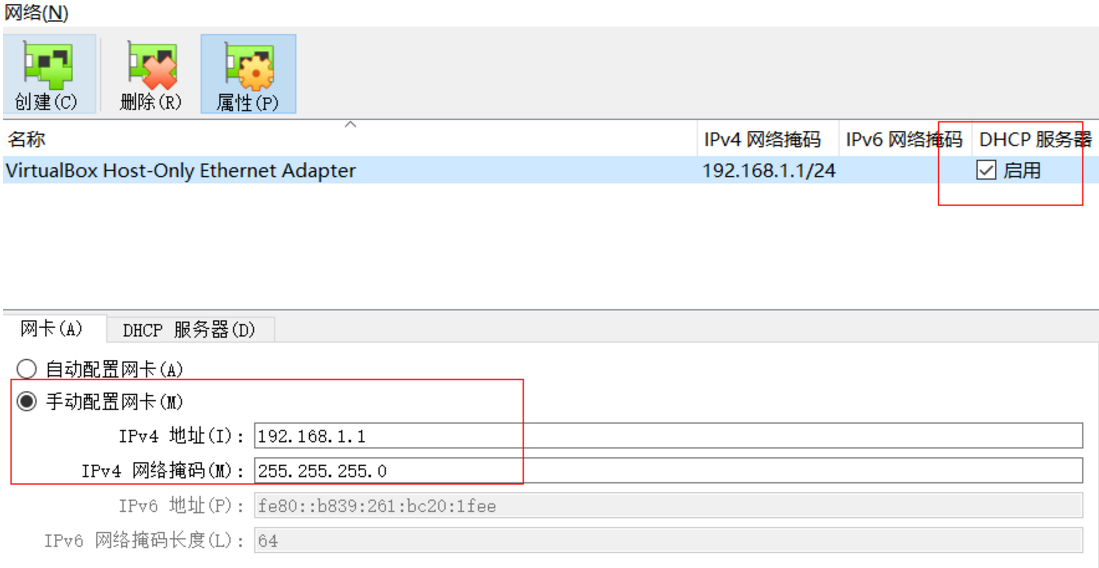 网络(N)
创建(C) 删除(R) 属性(P)
名称 IPv4 网络掩码 IPv6 网络掩码 DHCP 服务器
VirtualBox Host-Only Ethernet Adapter 192.168.1.1/24 启用
网卡(A) DHCP 服务器(D)
自动配置网卡(A)
手动配置网卡(M)
IPv4 地址(I): 192.168.1.1
IPv4 网络掩码(M): 255.255.255.0
IPv6 地址(P): fe80::b839:261:bc20:1fee
IPv6 网络掩码长度(L): 64